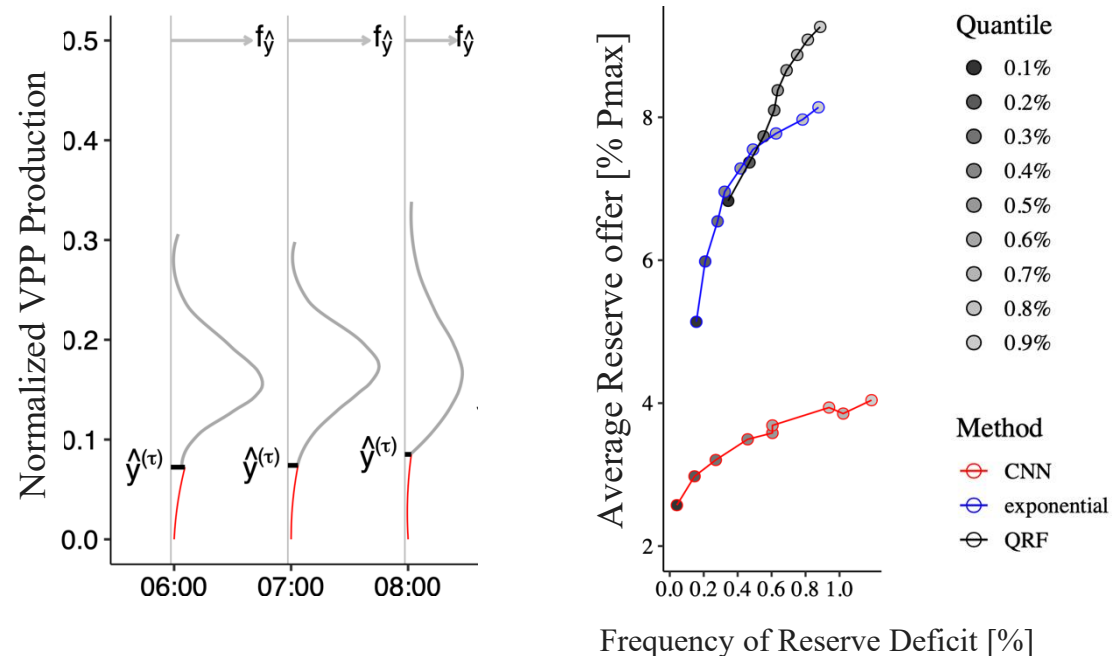 Normalized VPP Production
0.5
0.4
0.3
0.2
0.1
0.0
fŷ
fŷ
fŷ
ŷ(τ)
ŷ(τ)
ŷ(τ)
06:00 07:00 08:00
Average Reserve offer [% Pmax]
8
6
4
2
0.0 0.2 0.4 0.6 0.8 1.0
Frequency of Reserve Deficit [%]
Quantile
0.1%
0.2%
0.3%
0.4%
0.5%
0.6%
0.7%
0.8%
0.9%
Method
CNN
exponential
QRF